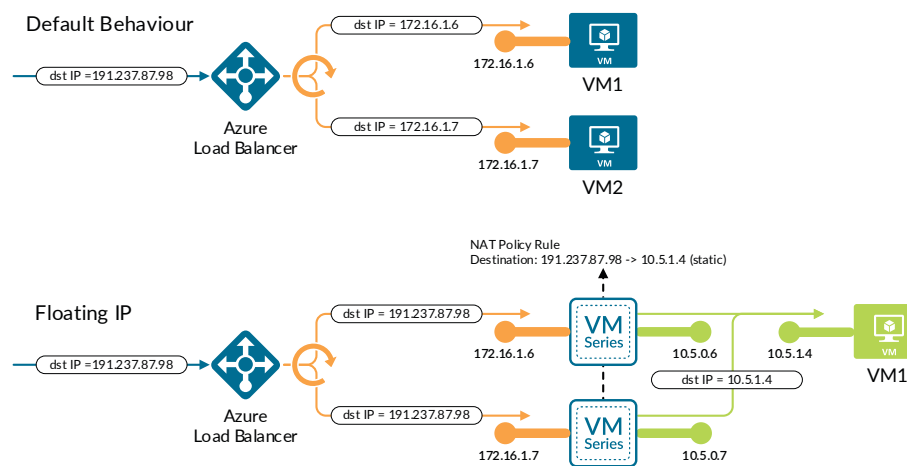 Default Behaviour
dst IP =191.237.87.98
Azure
Load Balancer
dst IP = 172.16.1.6
172.16.1.6
VM
VM1
dst IP = 172.16.1.7
172.16.1.7
VM
VM2
NAT Policy Rule
Destination: 191.237.87.98 -> 10.5.1.4 (static)
Floating IP
dst IP =191.237.87.98
Azure
Load Balancer
dst IP = 191.237.87.98
172.16.1.6
VM
Series
10.5.0.6
10.5.1.4
VM
VM1
dst IP = 10.5.1.4
dst IP = 191.237.87.98
172.16.1.7
VM
Series
10.5.0.7